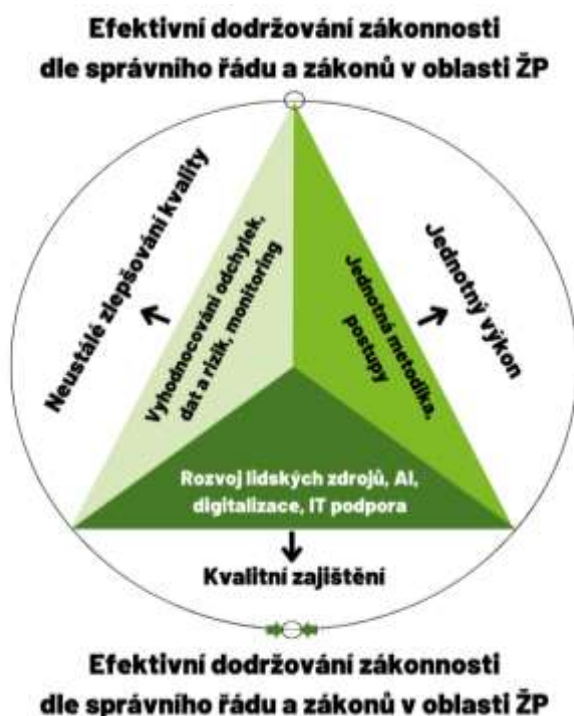 Efektivní dodržování zákonnosti
dle správního řádu a zákonů v oblasti ŽP
Neustálé zlepšování kvality
Vyhodnocování odchylek,
dat a rizik, monitoring
Jednotná metodika,
postupy
Jednotný výkon
Rozvoj lidských zdrojů, AI,
digitalizace, IT podpora
Kvalitní zajištění
Efektivní dodržování zákonnosti
dle správního řádu a zákonů v oblasti ŽP